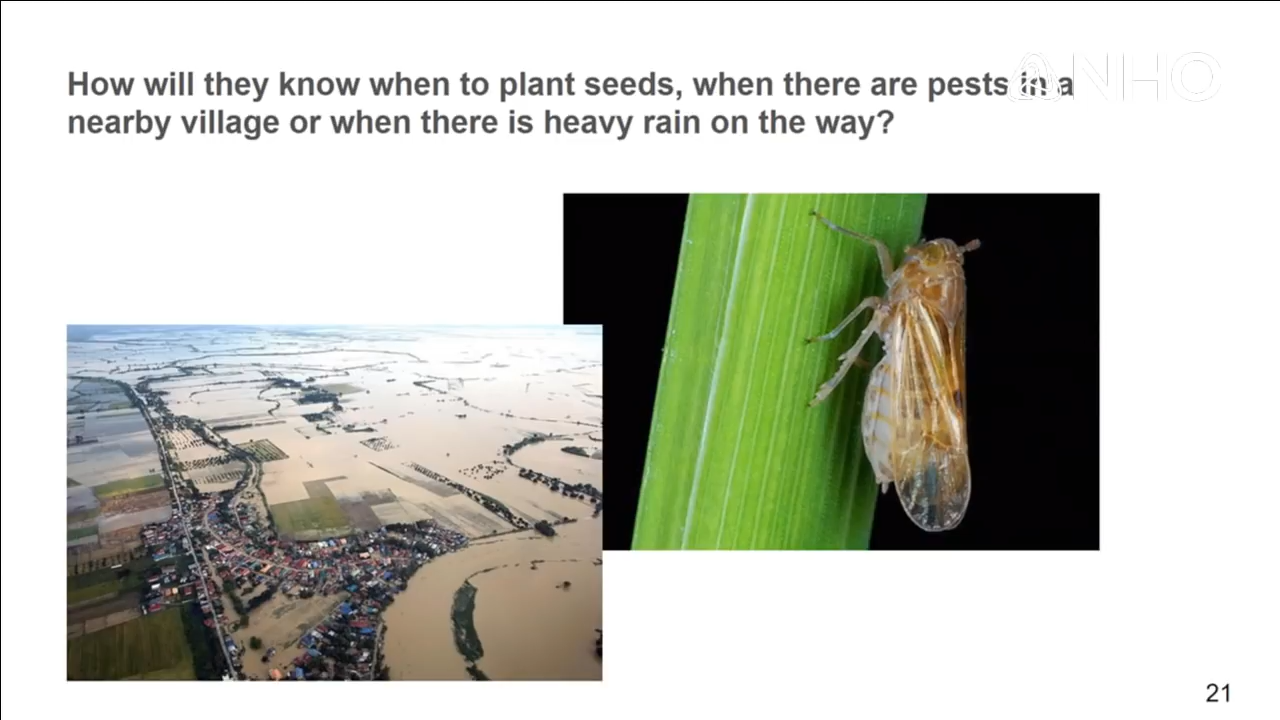 How will they know when to plant seeds, when there are pests in a
nearby village or when there is heavy rain on the way?
NHO
21